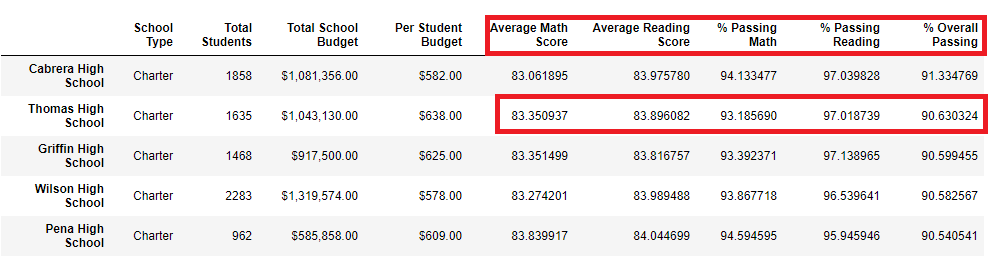 School Type Total Students Total School Budget Per Student Budget Average Math Score Average Reading Score % Passing Math % Passing Reading % Overall Passing
Cabrera High School Charter 1858 $1,081,356.00 $582.00 83.061895 83.975780 94.133477 97.039828 91.334769
Thomas High School Charter 1635 $1,043,130.00 $638.00 83.350937 83.896082 93.185690 97.018739 90.630324
Griffin High School Charter 1468 $917,500.00 $625.00 83.351499 83.816757 93.392371 97.138965 90.599455
Wilson High School Charter 2283 $1,319,574.00 $578.00 83.274201 83.989488 93.867718 96.539641 90.582567
Pena High School Charter 962 $585,858.00 $609.00 83.839917 84.044699 94.594595 95.945946 90.540541